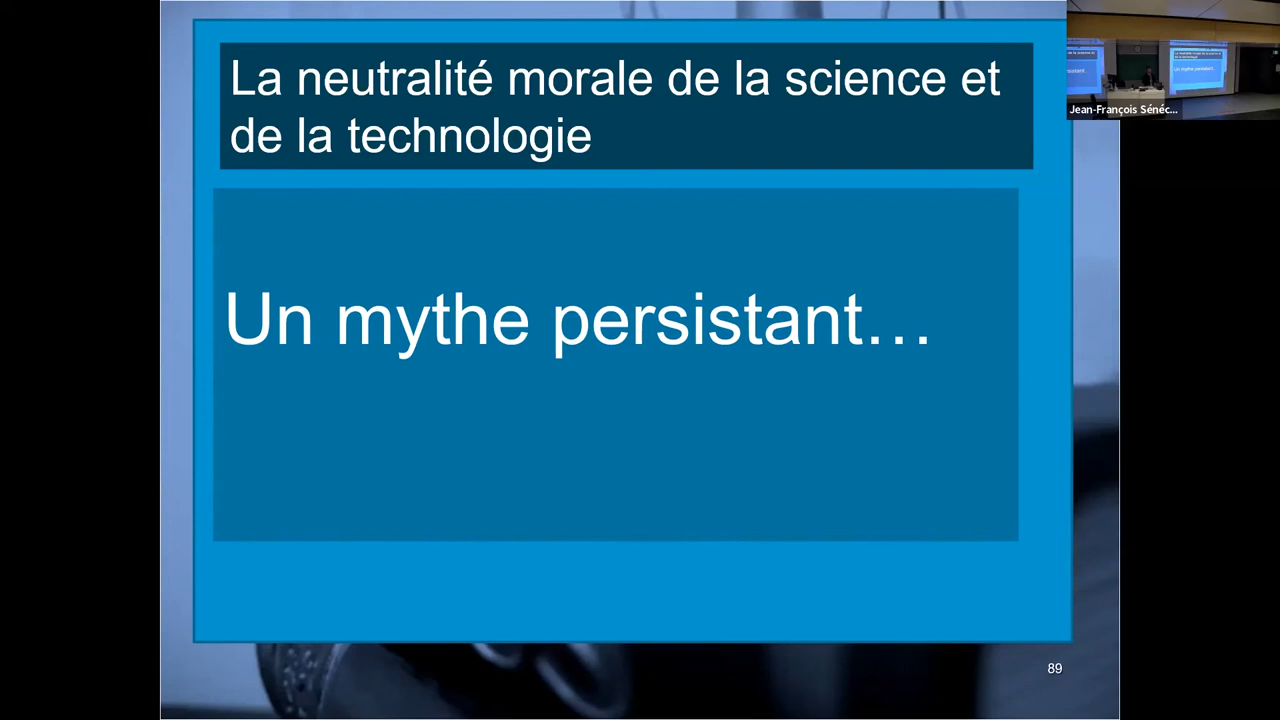 La neutralité morale de la science et
de la technologie
Un mythe persistant…
89
Jean-François Sénéc...